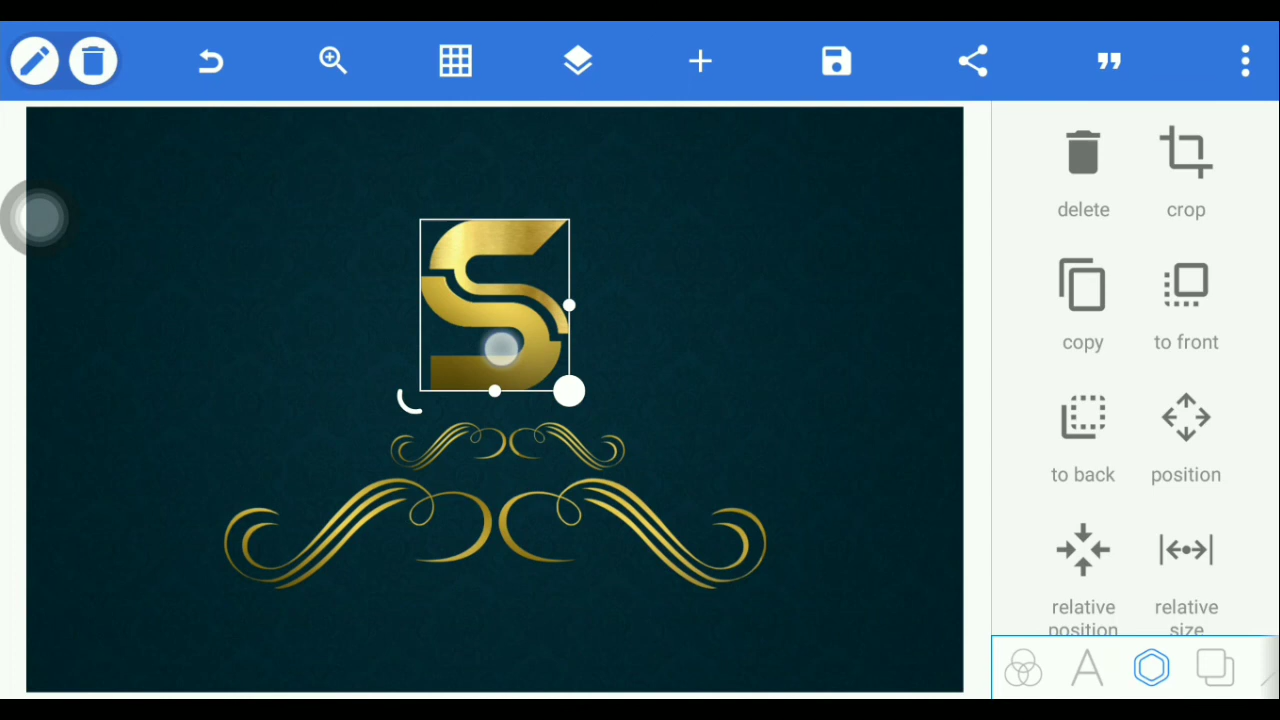 S
delete crop
copy to front
to back position
relative relative
position size
A